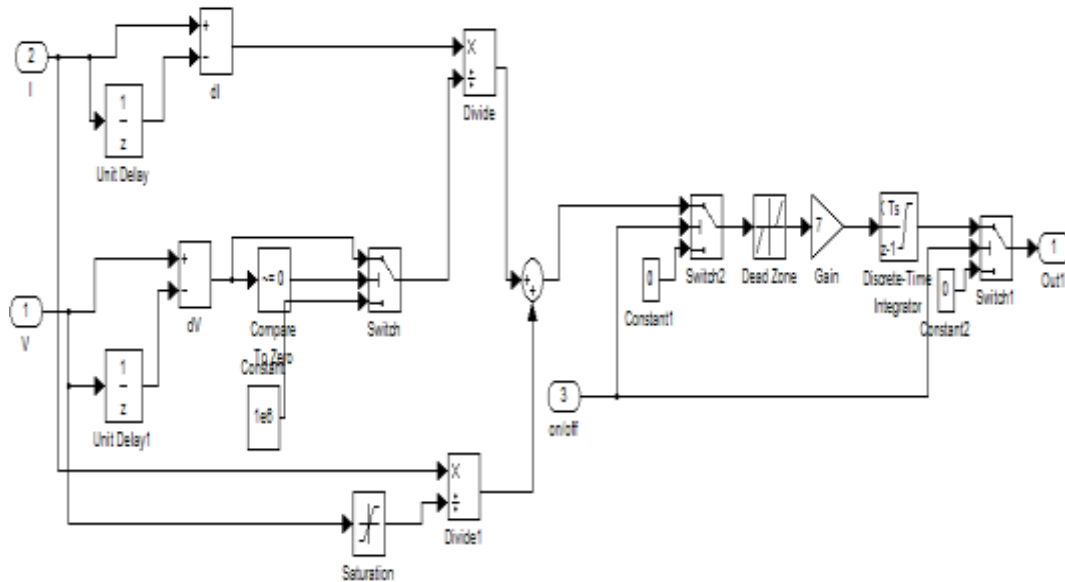 2
I
+
−
dI
1
z
Unit Delay
X
÷
Divide
1
V
+
−
dV
1
z
Unit Delay1
~= 0
Compare
To Zero
Constant
1e6
Switch
Saturation
X
÷
Divide1
+
+
3
on/off
0
Constant1
Switch2
Dead Zone
7
Gain
K Ts
z-1
Discrete-Time
Integrator
0
Constant2
Switch1
1
Out1